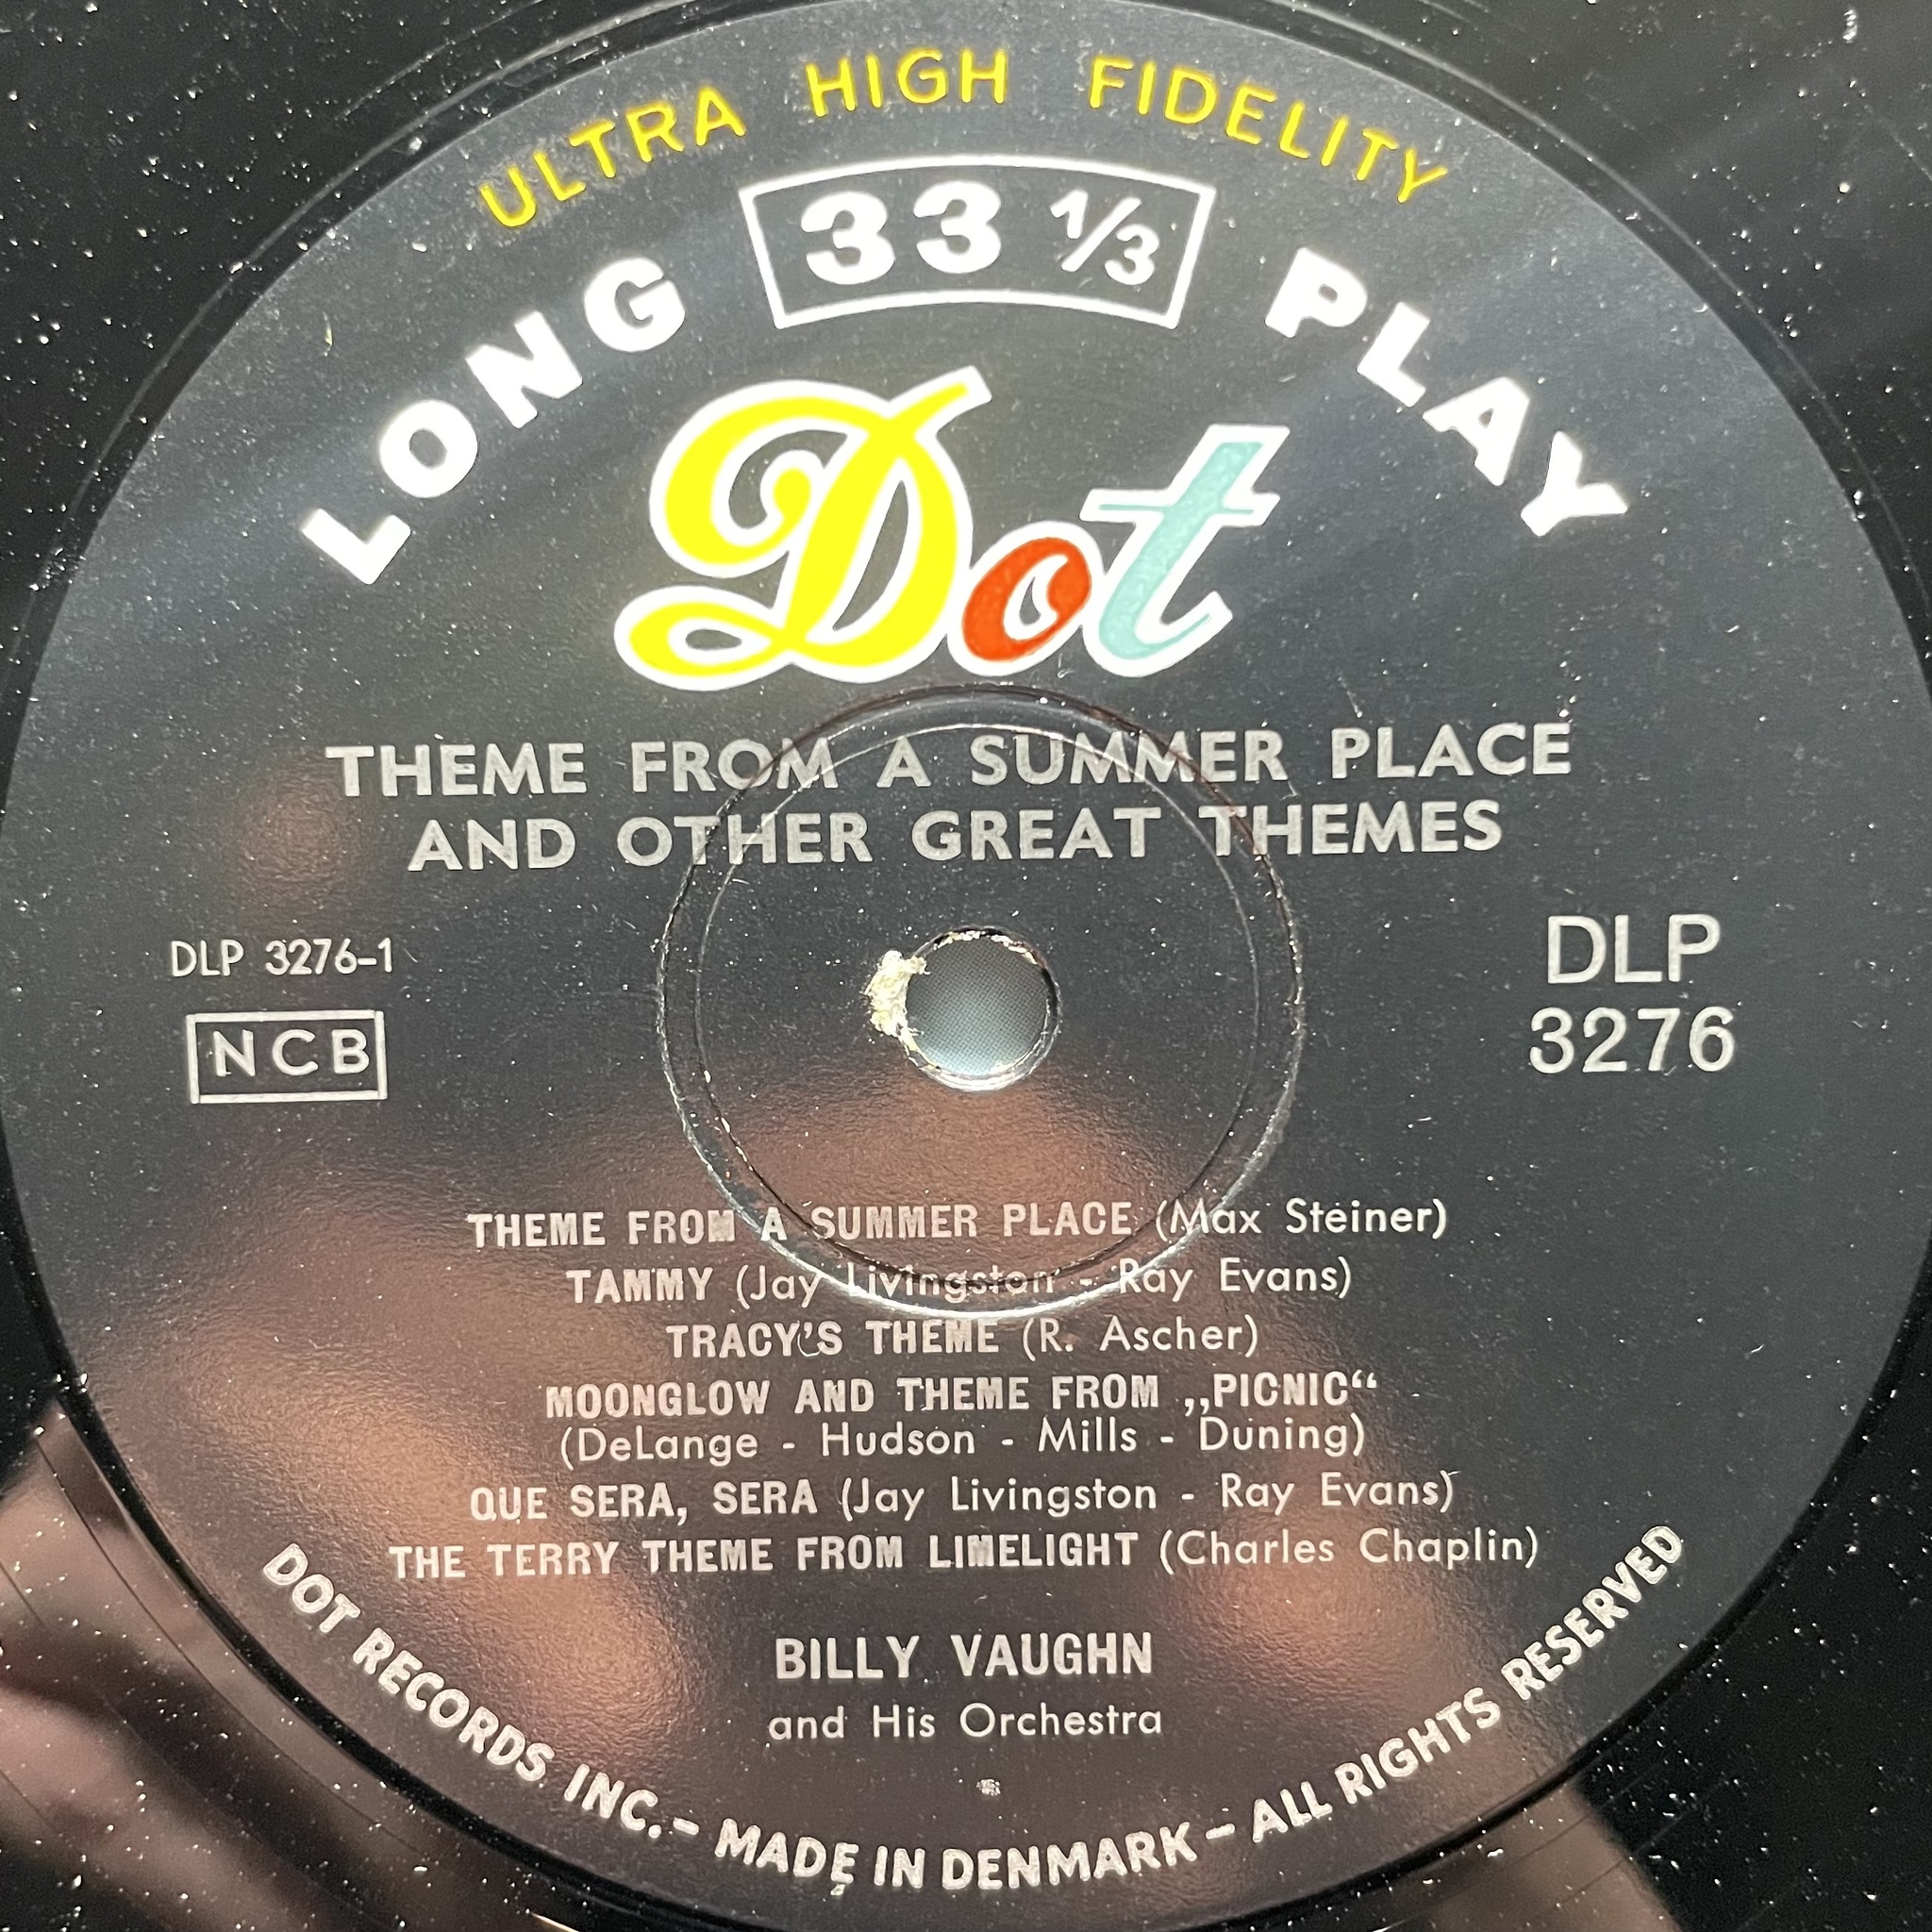 ULTRA HIGH FIDELITY
LONG 33 1/3 PLAY
Dot
THEME FROM A SUMMER PLACE
AND OTHER GREAT THEMES
DLP 3276-1
NCB
DLP
3276
THEME FROM A SUMMER PLACE (Max Steiner)
TAMMY (Jay Livingston - Ray Evans)
TRACY'S THEME (R. Ascher)
MOONGLOW AND THEME FROM „PICNIC“
(DeLange - Hudson - Mills - Duning)
QUE SERA, SERA (Jay Livingston - Ray Evans)
THE TERRY THEME FROM LIMELIGHT (Charles Chaplin)
BILLY VAUGHN
and His Orchestra
DOT RECORDS INC. – MADE IN DENMARK – ALL RIGHTS RESERVED